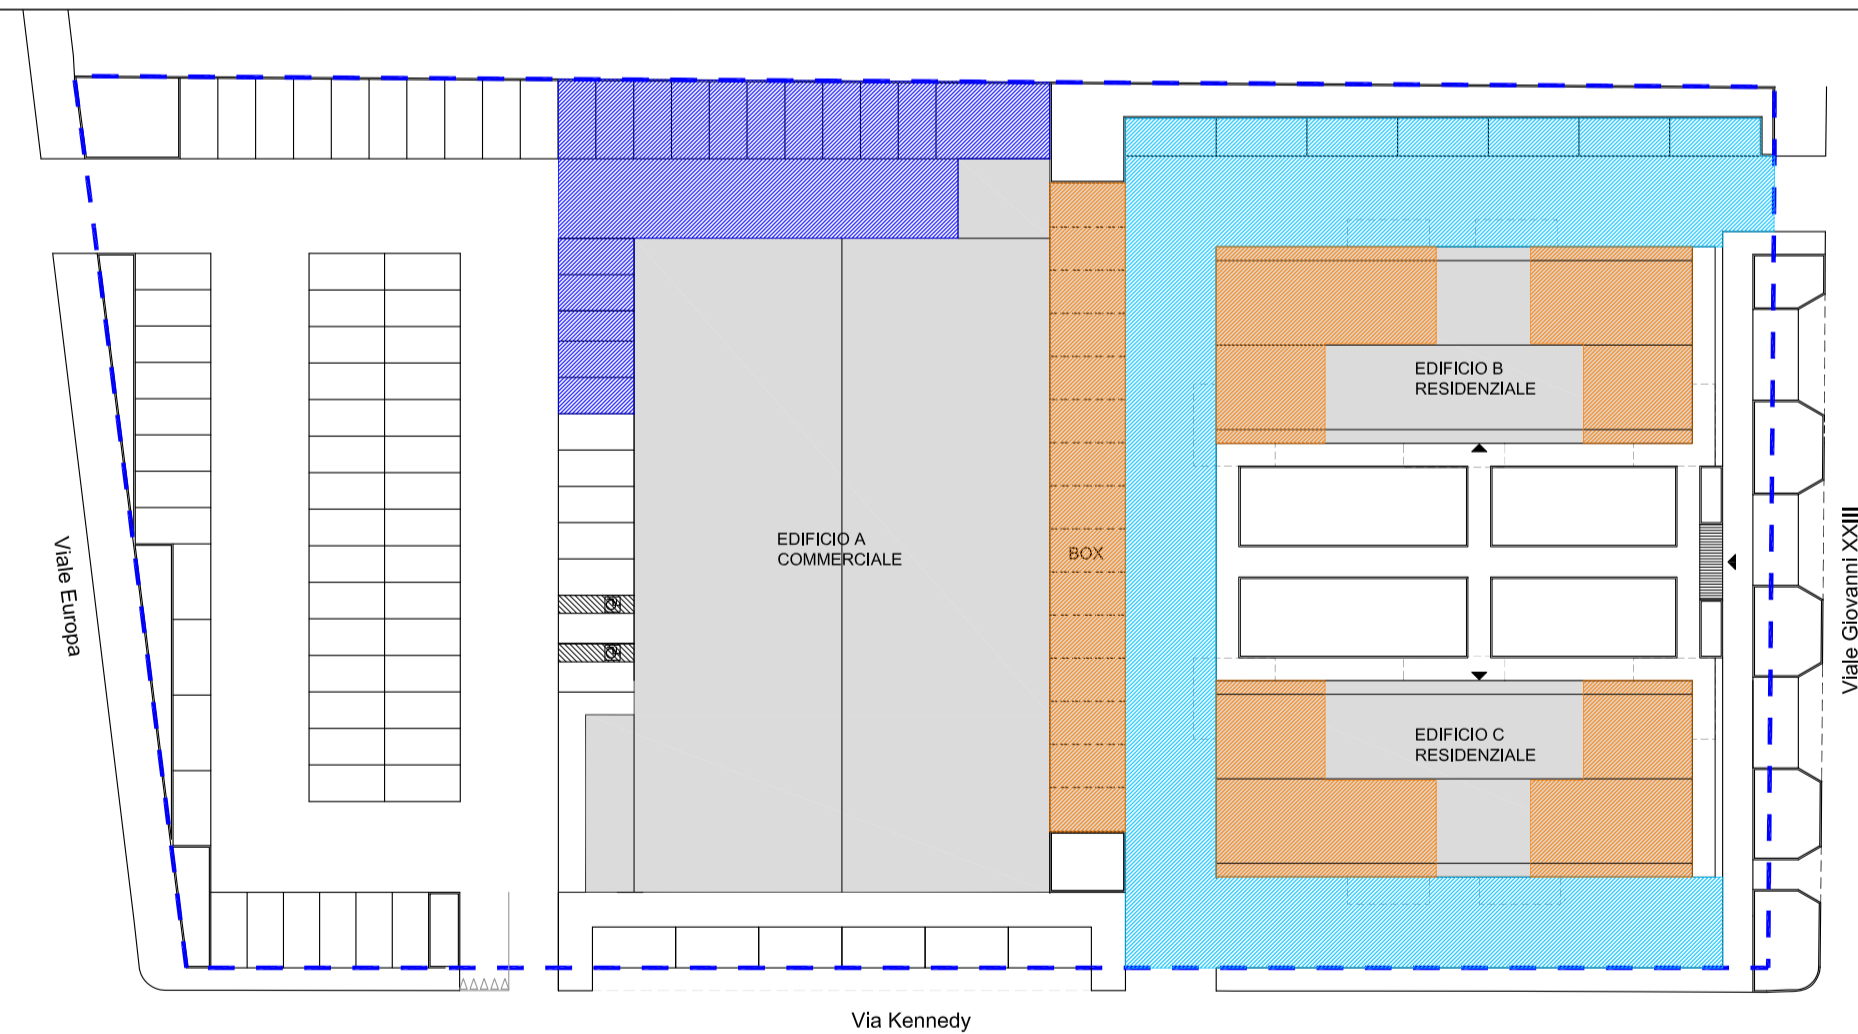 EDIFICIO B
RESIDENZIALE
EDIFICIO A
COMMERCIALE
BOX
Viale Europa
Viale Giovanni XXIII
EDIFICIO C
RESIDENZIALE
Via Kennedy